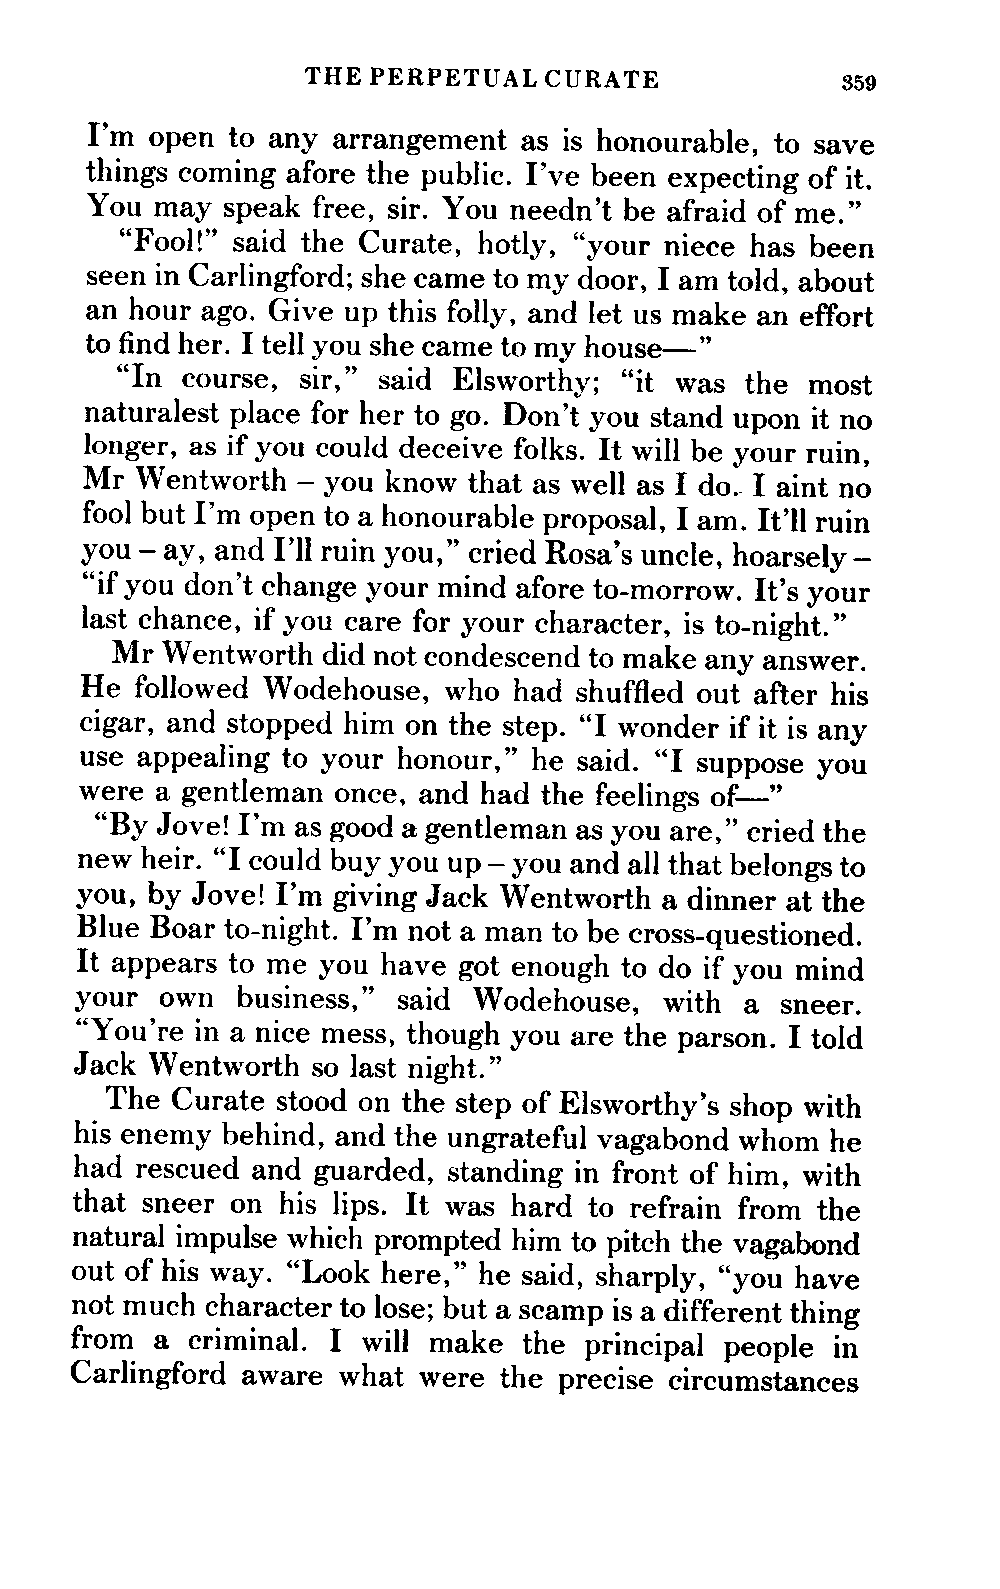 THE PERPETUAL CURATE 359
I'm open to any arrangement as is honourable, to save
things coming afore the public. I've been expecting of it.
You may speak free, sir. You needn't be afraid of me."
"Fool!" said the Curate, hotly, "your niece has been
seen in Carlingford; she came to my door, I am told, about
an hour ago. Give up this folly, and let us make an effort
to find her. I tell you she came to my house—"
"In course, sir," said Elsworthy; "it was the most
naturalest place for her to go. Don't you stand upon it no
longer, as if you could deceive folks. It will be your ruin,
Mr Wentworth – you know that as well as I do. I aint no
fool but I'm open to a honourable proposal, I am. It'll ruin
you – ay, and I'll ruin you," cried Rosa's uncle, hoarsely –
"if you don't change your mind afore to-morrow. It's your
last chance, if you care for your character, is to-night."
Mr Wentworth did not condescend to make any answer.
He followed Wodehouse, who had shuffled out after his
cigar, and stopped him on the step. "I wonder if it is any
use appealing to your honour," he said. "I suppose you
were a gentleman once, and had the feelings of—"
"By Jove! I'm as good a gentleman as you are," cried the
new heir. "I could buy you up – you and all that belongs to
you, by Jove! I'm giving Jack Wentworth a dinner at the
Blue Boar to-night. I'm not a man to be cross-questioned.
It appears to me you have got enough to do if you mind
your own business," said Wodehouse, with a sneer.
"You're in a nice mess, though you are the parson. I told
Jack Wentworth so last night."
The Curate stood on the step of Elsworthy's shop with
his enemy behind, and the ungrateful vagabond whom he
had rescued and guarded, standing in front of him, with
that sneer on his lips. It was hard to refrain from the
natural impulse which prompted him to pitch the vagabond
out of his way. "Look here," he said, sharply, "you have
not much character to lose; but a scamp is a different thing
from a criminal. I will make the principal people in
Carlingford aware what were the precise circumstances